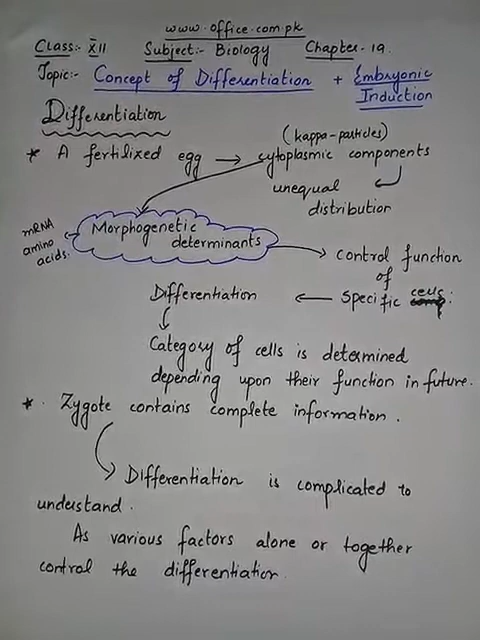 www.office.com.pk
Class:- XII Subject:- Biology Chapter-19.
Topic:- Concept of Differentiation + Embryonic
Induction
Differentiation
(kappa-particles)
* A fertilized egg → cytoplasmic components
unequal
distribution
Morphogenetic
determinants
mRNA
amino
acids.
control function
of
Differentiation ← specific cells:
Category of cells is determined
depending upon their function in future.
* Zygote contains complete information.
Differentiation is complicated to
understand.
As various factors alone or together
control the differentiation.